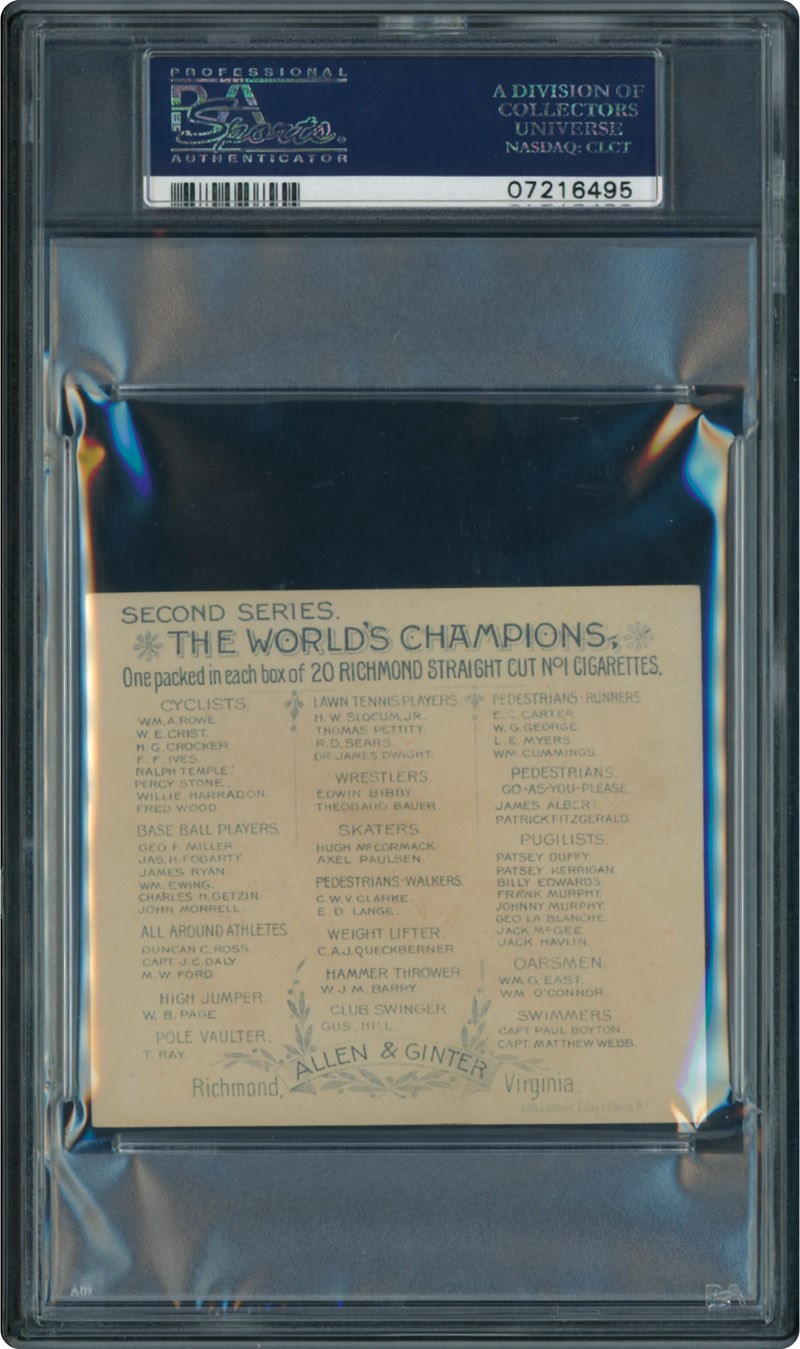 PROFESSIONAL
PSA
Sports
AUTHENTICATOR
A DIVISION OF
COLLECTORS
UNIVERSE
NASDAQ: CLCT
07216495
SECOND SERIES.
THE WORLD'S CHAMPIONS,
One packed in each box of 20 RICHMOND STRAIGHT CUT No1 CIGARETTES.
CYCLISTS,
WM. A. ROWE
W. E. CRIST.
H. G. CROCKER
F. F. IVES.
RALPH TEMPLE.
PERCY STONE.
WILLIE HARRADON.
FRED WOOD.
BASE BALL PLAYERS.
GEO. F. MILLER
JAS. H. FOGARTY.
JAMES RYAN.
WM. EWING.
CHARLES H. GETZIN.
JOHN MORRELL.
ALL AROUND ATHLETES.
DUNCAN C. ROSS.
CAPT. J. C. DALY.
M. W. FORD.
HIGH JUMPER.
W. B. PAGE.
POLE VAULTER.
T. RAY.
LAWN TENNIS PLAYERS.
H. W. SLOCUM, JR.
THOMAS PETTITT.
R. D. SEARS.
DR. JAMES DWIGHT.
WRESTLERS
EDWIN BIBBY.
THEOBAUD BAUER.
SKATERS.
HUGH McCORMACK.
AXEL PAULSEN.
PEDESTRIANS-WALKERS.
C. W. V. CLARKE.
E. D. LANGE.
WEIGHT LIFTER.
C. A. J. QUECKBERNER
HAMMER THROWER.
W. J. M. BARRY.
CLUB SWINGER.
GUS. HILL.
PEDESTRIANS-RUNNERS.
E. C. CARTER.
W. G. GEORGE.
L. E. MYERS.
WM. CUMMINGS.
PEDESTRIANS.
GO-AS-YOU-PLEASE
JAMES ALBERT.
PATRICK FITZGERALD
PUGILISTS.
PATSEY DUFFY.
PATSEY KERRIGAN.
BILLY EDWARDS.
FRANK MURPHY.
JOHNNY MURPHY.
GEO. LA BLANCHE.
JACK McGEE.
JACK HAVLIN.
OARSMEN.
WM. G. EAST.
WM. O'CONNOR
SWIMMERS.
CAPT. PAUL BOYTON.
CAPT. MATTHEW WEBB.
ALLEN & GINTER
Richmond, Virginia.
PSA